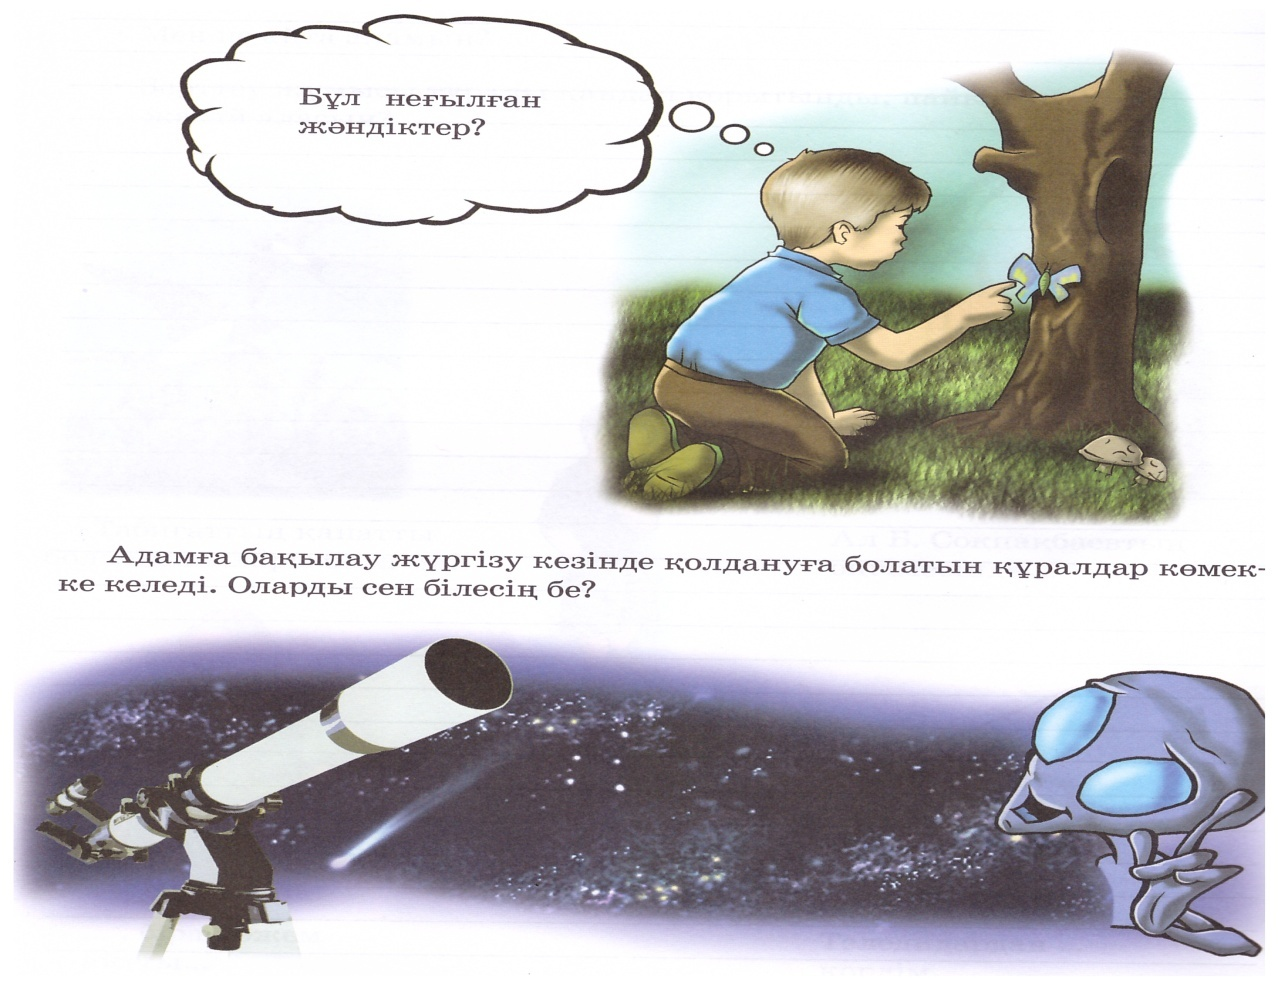 Бұл неғылған
жәндіктер?
Адамға бақылау жүргізу кезінде қолдануға болатын құралдар көмек-
ке келеді. Оларды сен білесің бе?